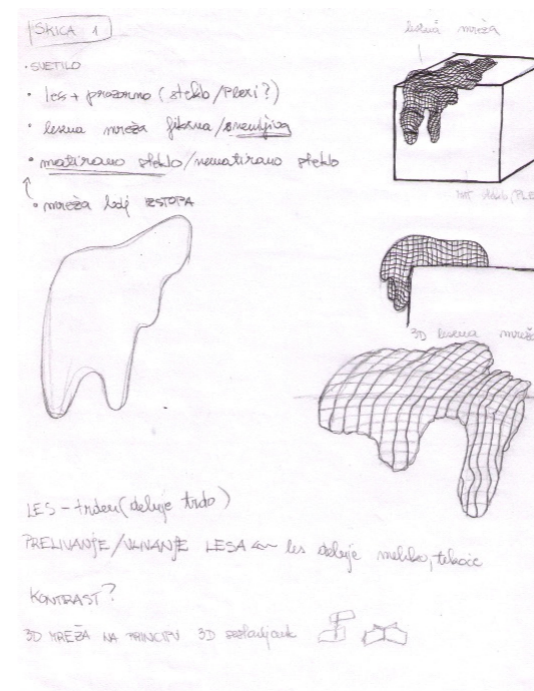 SKICA 1
lesena mreža
• SVETILO
• les + prozorno (steklo/Plexi?)
• lesena mreža fiksna/
• matirano steklo/nematirano steklo
• mreža bolj IZSTOPA
3D lesena
LES - trden (deluje trdo)
PRELIVANJE/ LESA les deluje mehko, tekoče
KONTRAST?
3D MREŽA NA PRINCIPU 3D